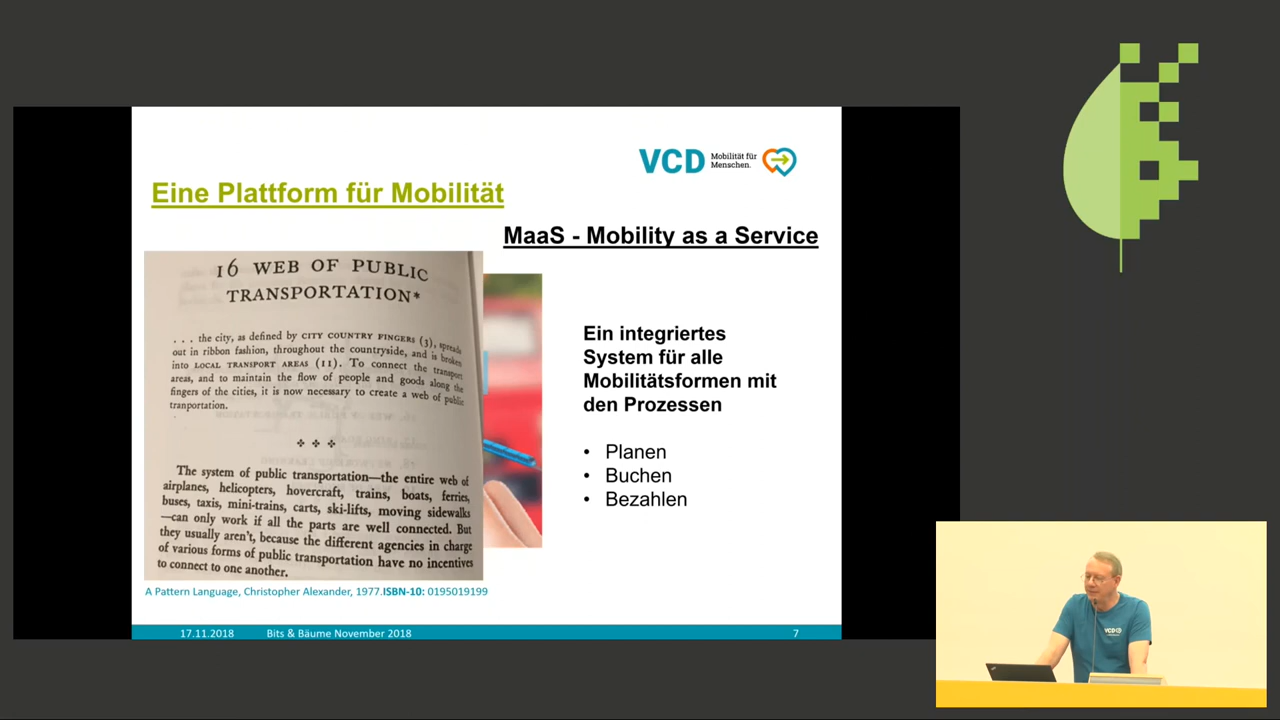 VCD Mobilität für
Menschen.
Eine Plattform für Mobilität
MaaS - Mobility as a Service
16 WEB OF PUBLIC
TRANSPORTATION*
. . . the city, as defined by CITY COUNTRY FINGERS (3), spreads
out in ribbon fashion, throughout the countryside, and is broken
into LOCAL TRANSPORT AREAS (11). To connect the transport
areas, and to maintain the flow of people and goods along the
fingers of the cities, it is now necessary to create a web of public
tranportation.
The system of public transportation—the entire web of
airplanes, helicopters, hovercraft, trains, boats, ferries,
buses, taxis, mini-trains, carts, ski-lifts, moving sidewalks
—can only work if all the parts are well connected. But
they usually aren't, because the different agencies in charge
of various forms of public transportation have no incentives
to connect to one another.
A Pattern Language, Christopher Alexander, 1977.ISBN-10: 0195019199
Ein integriertes
System für alle
Mobilitätsformen mit
den Prozessen
• Planen
• Buchen
• Bezahlen
17.11.2018 Bits & Bäume November 2018 7
VCD